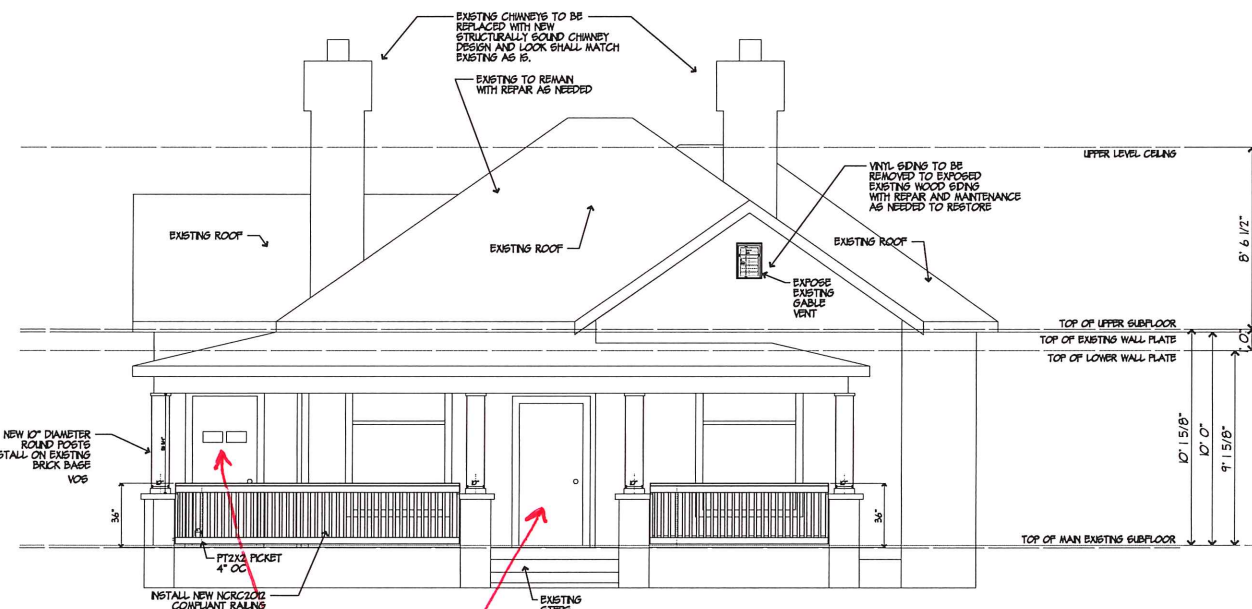 EXISTING CHIMNEYS TO BE
REPLACED WITH NEW
STRUCTURALLY SOUND CHIMNEY
DESIGN AND LOOK SHALL MATCH
EXISTING AS IS.
EXISTING TO REMAIN
WITH REPAIR AS NEEDED
UPPER LEVEL CEILING
VINYL SIDING TO BE
REMOVED TO EXPOSED
EXISTING WOOD SIDING
WITH REPAIR AND MAINTENANCE
AS NEEDED TO RESTORE
EXISTING ROOF
EXISTING ROOF
EXISTING ROOF
8' 6 1/2"
EXPOSE
EXISTING
GABLE
VENT
TOP OF UPPER SUBFLOOR
TOP OF EXISTING WALL PLATE
TOP OF LOWER WALL PLATE
NEW 10" DIAMETER
ROUND POSTS
STALL ON EXISTING
BRICK BASE
VOS
10' 1 5/8"
10' 0"
9' 1 5/8"
36"
36"
TOP OF MAIN EXISTING SUBFLOOR
PT2X2 PICKET
4" OC
INSTALL NEW NCRC2012
COMPLIANT RAILING
EXISTING
STEPS